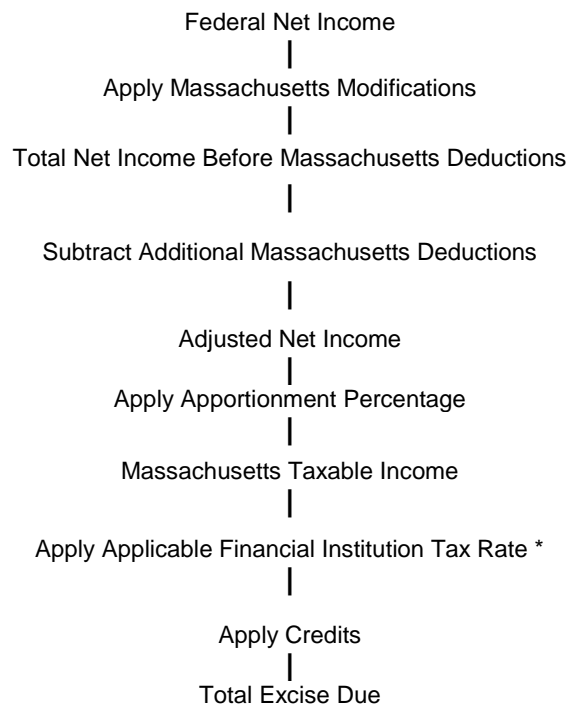 Federal Net Income
Apply Massachusetts Modifications
Total Net Income Before Massachusetts Deductions
Subtract Additional Massachusetts Deductions
Adjusted Net Income
Apply Apportionment Percentage
Massachusetts Taxable Income
Apply Applicable Financial Institution Tax Rate *
Apply Credits
Total Excise Due